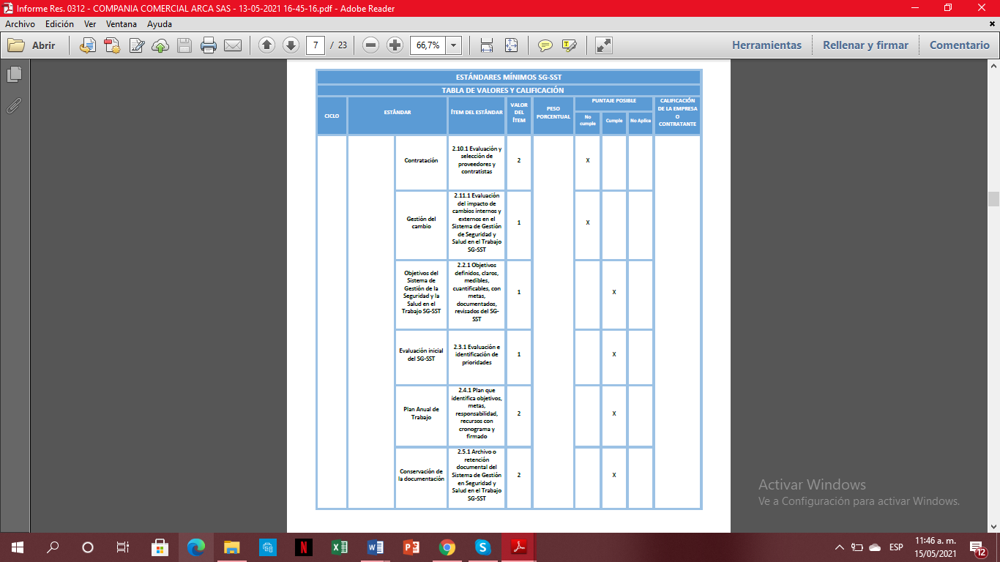 Informe Res. 0312 - COMPANIA COMERCIAL ARCA SAS - 13-05-2021 16-45-16.pdf - Adobe Reader
Archivo Edición Ver Ventana Ayuda
Abrir
7 / 23
66,7%
Herramientas
Rellenar y firmar
Comentario
ESTÁNDARES MÍNIMOS SG-SST
TABLA DE VALORES Y CALIFICACIÓN
CICLO
ESTÁNDAR
ÍTEM DEL ESTÁNDAR
VALOR
DEL
ÍTEM
PESO
PORCENTUAL
PUNTAJE POSIBLE
No
cumple
Cumple
No Aplica
CALIFICACIÓN
DE LA EMPRESA
O
CONTRATANTE
Contratación
2.10.1 Evaluación y
selección de
proveedores y
contratistas
2
X
Gestión del
cambio
2.11.1 Evaluación
del impacto de
cambios internos y
externos en el
Sistema de Gestión
de Seguridad y
Salud en el Trabajo
SG-SST
1
X
Objetivos del
Sistema de
Gestión de la
Seguridad y la
Salud en el
Trabajo SG-SST
2.2.1 Objetivos
definidos, claros,
medibles,
cuantificables, con
metas,
documentados,
revisados del SG-
SST
1
X
Evaluación inicial
del SG-SST
2.3.1 Evaluación e
identificación de
prioridades
1
X
Plan Anual de
Trabajo
2.4.1 Plan que
identifica objetivos,
metas,
responsabilidad,
recursos con
cronograma y
firmado
2
X
Conservación de
la documentación
2.5.1 Archivo o
retención
documental del
Sistema de Gestión
en Seguridad y
Salud en el Trabajo
SG-SST
2
X
Activar Windows
Ve a Configuración para activar Windows.
ESP
11:46 a. m.
15/05/2021
12